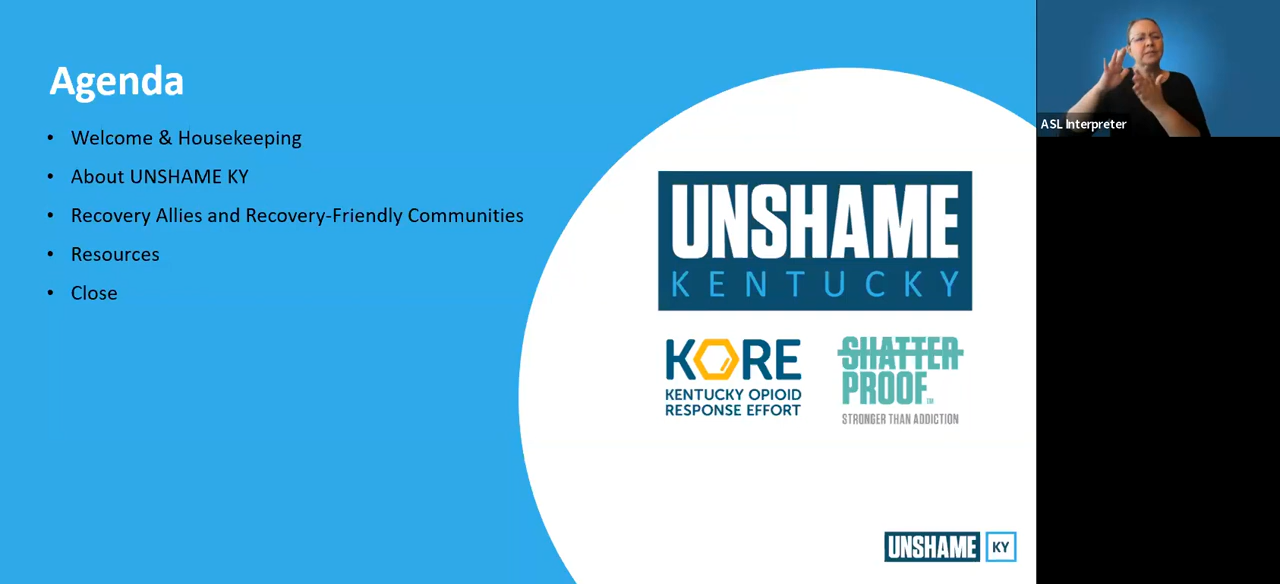 Agenda
• Welcome & Housekeeping
• About UNSHAME KY
• Recovery Allies and Recovery-Friendly Communities
• Resources
• Close
UNSHAME
KENTUCKY
KORE
KENTUCKY OPIOID
RESPONSE EFFORT
SHATTER
PROOF
STRONGER THAN ADDICTION
UNSHAME KY
ASL Interpreter